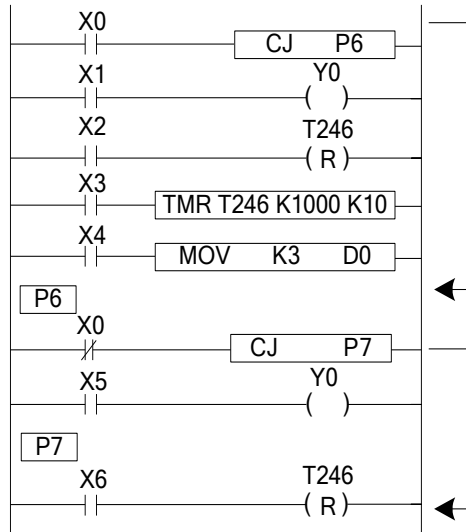 X0
CJ P6
X1 Y0
( )
X2 T246
( R )
X3
TMR T246 K1000 K10
X4
MOV K3 D0
P6
X0
CJ P7
X5 Y0
( )
P7
X6 T246
( R )